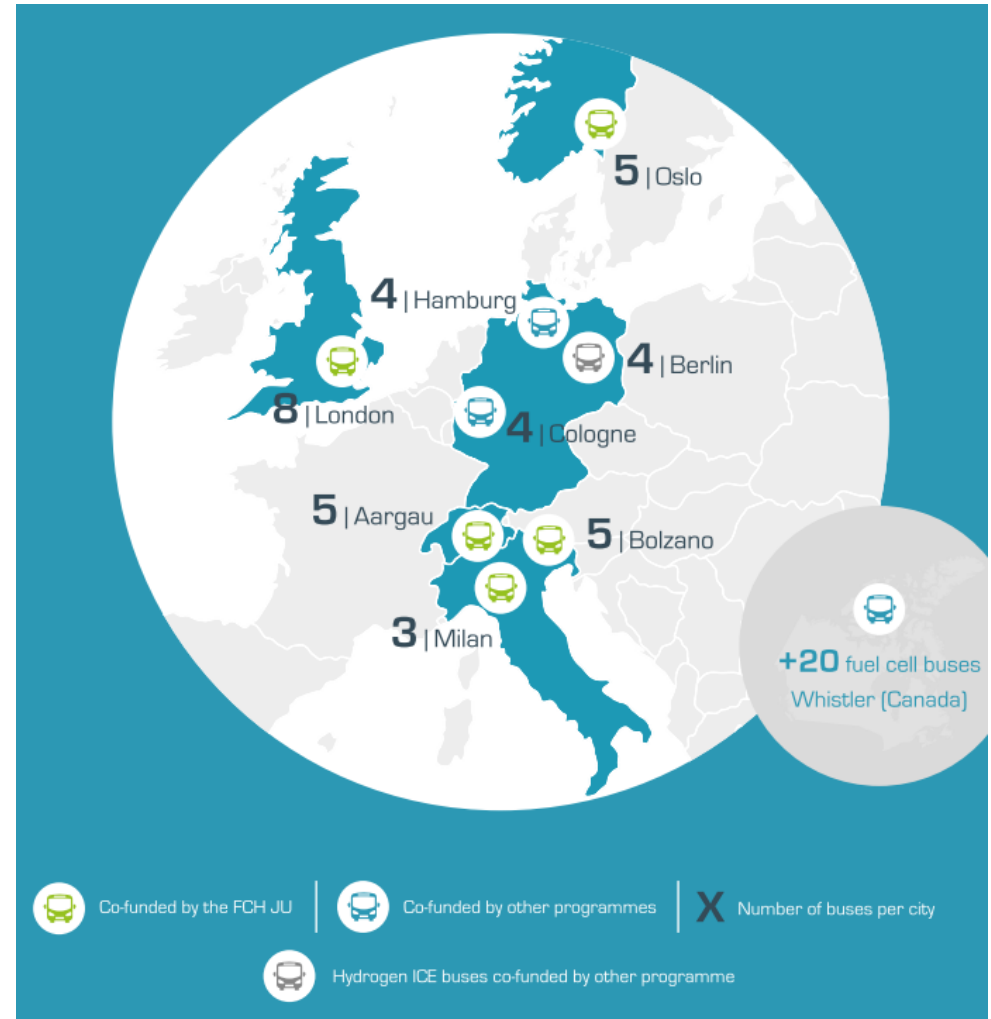 5 | Oslo
4 | Hamburg
4 | Berlin
8 | London
4 | Cologne
5 | Aargau
5 | Bolzano
3 | Milan
+20 fuel cell buses
Whistler (Canada)
Co-funded by the FCH JU
Co-funded by other programmes
X Number of buses per city
Hydrogen ICE buses co-funded by other programme